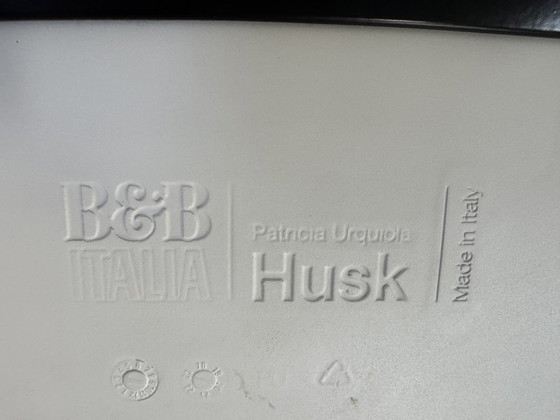 B&B
ITALIA
Patricia Urquiola
Husk
Made in Italy